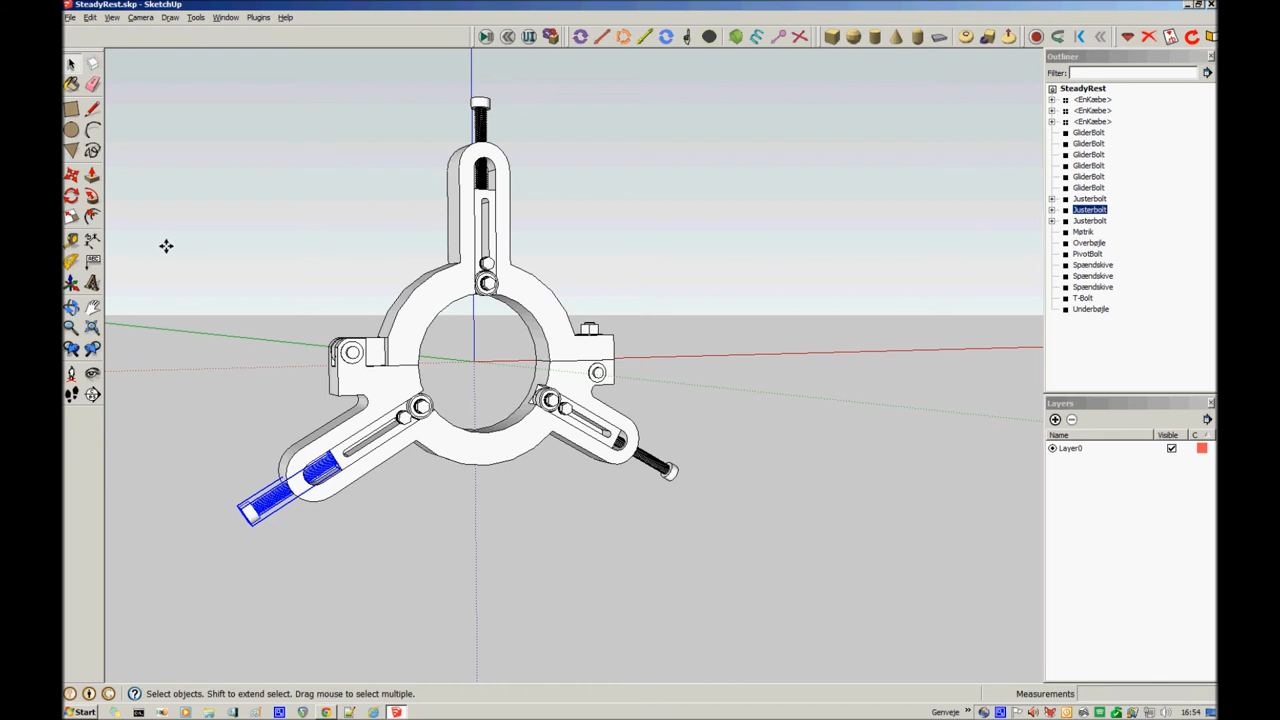 SteadyRest.skp - SketchUp
File Edit View Camera Draw Tools Window Plugins Help
UI
Outliner
Filter:
SteadyRest
<EnKæbe>
<EnKæbe>
<EnKæbe>
GliderBolt
GliderBolt
GliderBolt
GliderBolt
GliderBolt
GliderBolt
Justerbolt
Justerbolt
Justerbolt
Møtrik
Overbøjle
PivotBolt
Spændskive
Spændskive
Spændskive
T-Bolt
Underbøjle
ABC
Layers
Name Visible C
Layer0
Select objects. Shift to extend select. Drag mouse to select multiple.
Measurements
Start
Genveje
16:54